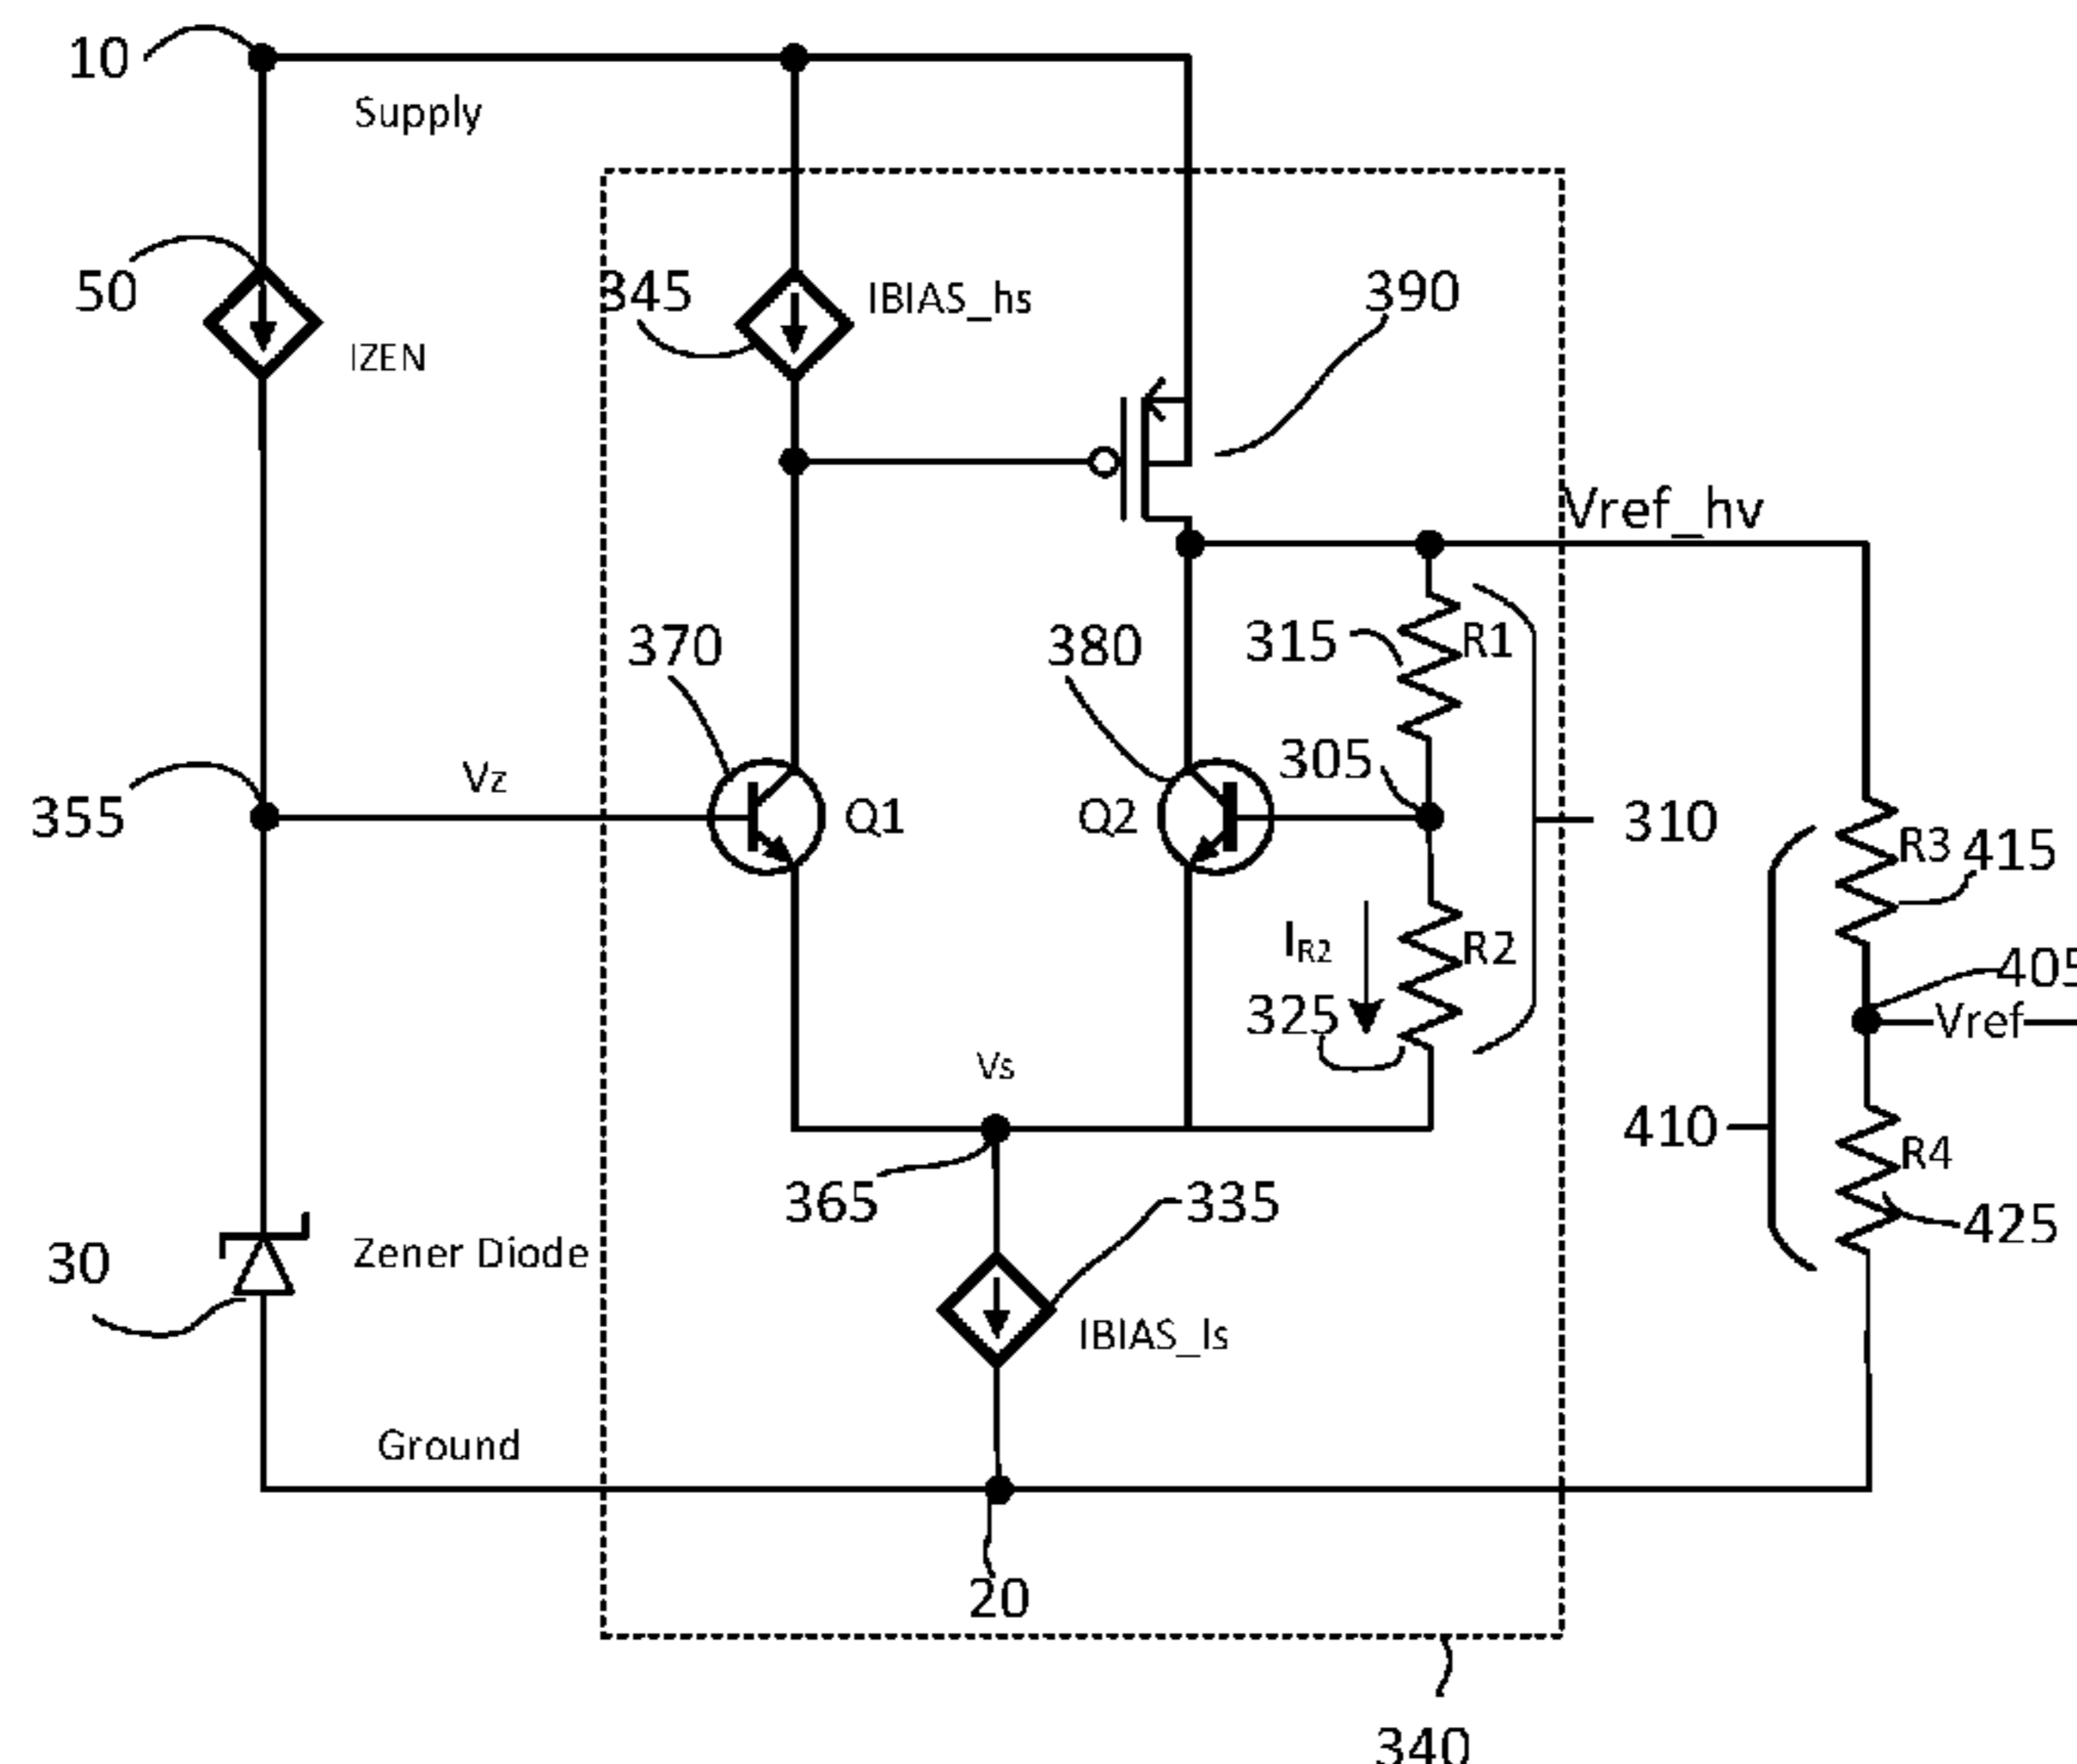 10
Supply
50
IZEN
345
IBIAS_hs
390
Vref_hv
370
380
315
R1
305
355
Vz
Q1
Q2
310
R3
415
IR2
R2
325
405
Vref
Vs
410
R4
365
335
425
30
Zener Diode
IBIAS_ls
Ground
20
340